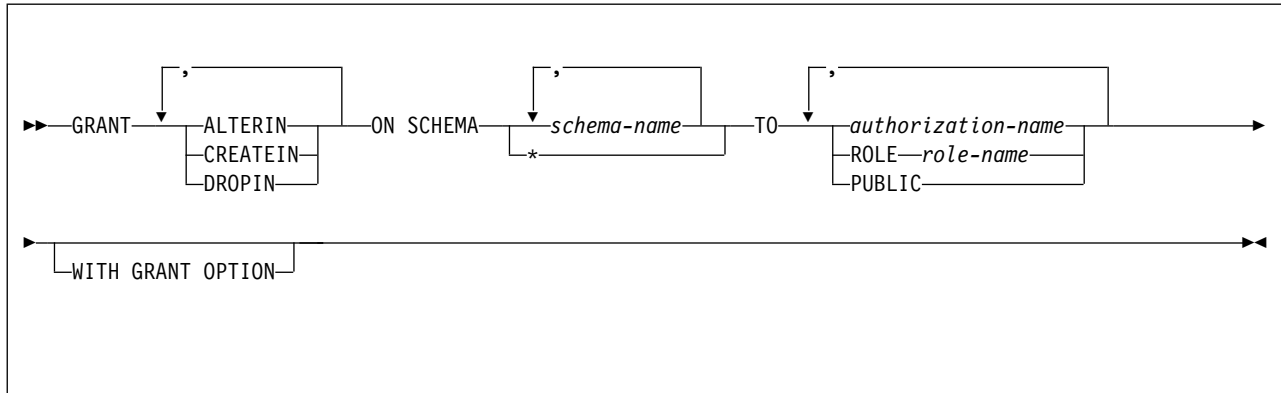 , , ,
GRANT ALTERIN ON SCHEMA schema-name TO authorization-name
CREATEIN * ROLE role-name
DROPIN PUBLIC
WITH GRANT OPTION